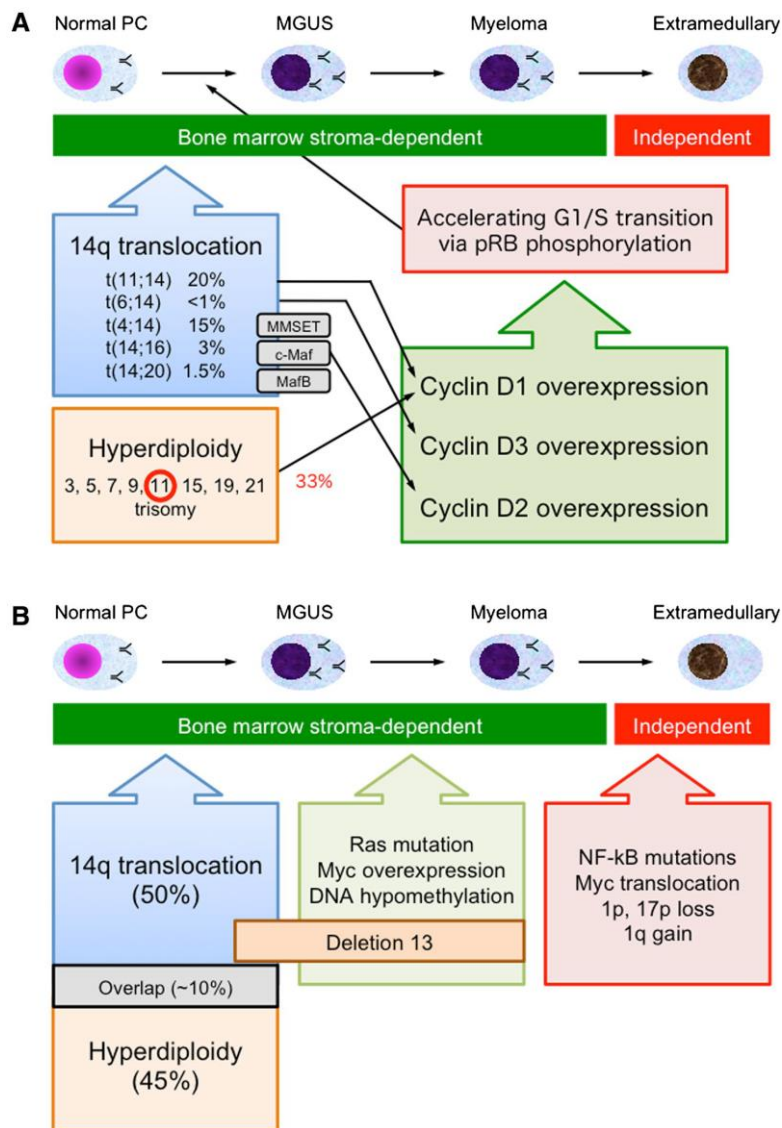 A
Normal PC MGUS Myeloma Extramedullary
Bone marrow stroma-dependent Independent
14q translocation
t(11;14) 20%
t(6;14) <1%
t(4;14) 15%
t(14;16) 3%
t(14;20) 1.5%
MMSET
c-Maf
MafB
Hyperdiploidy
3, 5, 7, 9, 11, 15, 19, 21
trisomy
33%
Accelerating G1/S transition
via pRB phosphorylation
Cyclin D1 overexpression
Cyclin D3 overexpression
Cyclin D2 overexpression
B
Normal PC MGUS Myeloma Extramedullary
Bone marrow stroma-dependent Independent
14q translocation
(50%)
Overlap (~10%)
Hyperdiploidy
(45%)
Ras mutation
Myc overexpression
DNA hypomethylation
Deletion 13
NF-kB mutations
Myc translocation
1p, 17p loss
1q gain